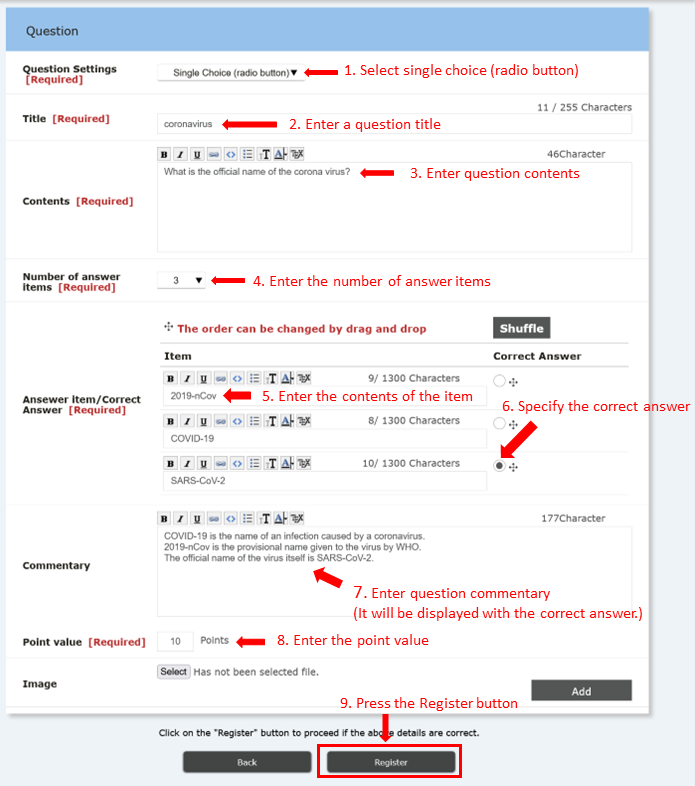 Question
Question Settings
[Required]
Single Choice (radio button)▼
1. Select single choice (radio button)
11 / 255 Characters
Title [Required]
coronavirus
2. Enter a question title
B I U <> T A TEX
46Character
Contents [Required]
What is the official name of the corona virus?
3. Enter question contents
Number of answer
items [Required]
3 ▼
4. Enter the number of answer items
The order can be changed by drag and drop
Shuffle
Item
Correct Answer
Ansewer item/Correct
Answer [Required]
B I U <> T A TEX
9/ 1300 Characters
2019-nCov
5. Enter the contents of the item
6. Specify the correct answer
B I U <> T A TEX
8/ 1300 Characters
COVID-19
B I U <> T A TEX
10/ 1300 Characters
SARS-CoV-2
B I U <> T A TEX
177Character
Commentary
COVID-19 is the name of an infection caused by a coronavirus.
2019-nCov is the provisional name given to the virus by WHO.
The official name of the virus itself is SARS-CoV-2.
7. Enter question commentary
(It will be displayed with the correct answer.)
Point value [Required]
10 Points
8. Enter the point value
Image
Select Has not been selected file.
Add
9. Press the Register button
Click on the "Register" button to proceed if the above details are correct.
Back
Register